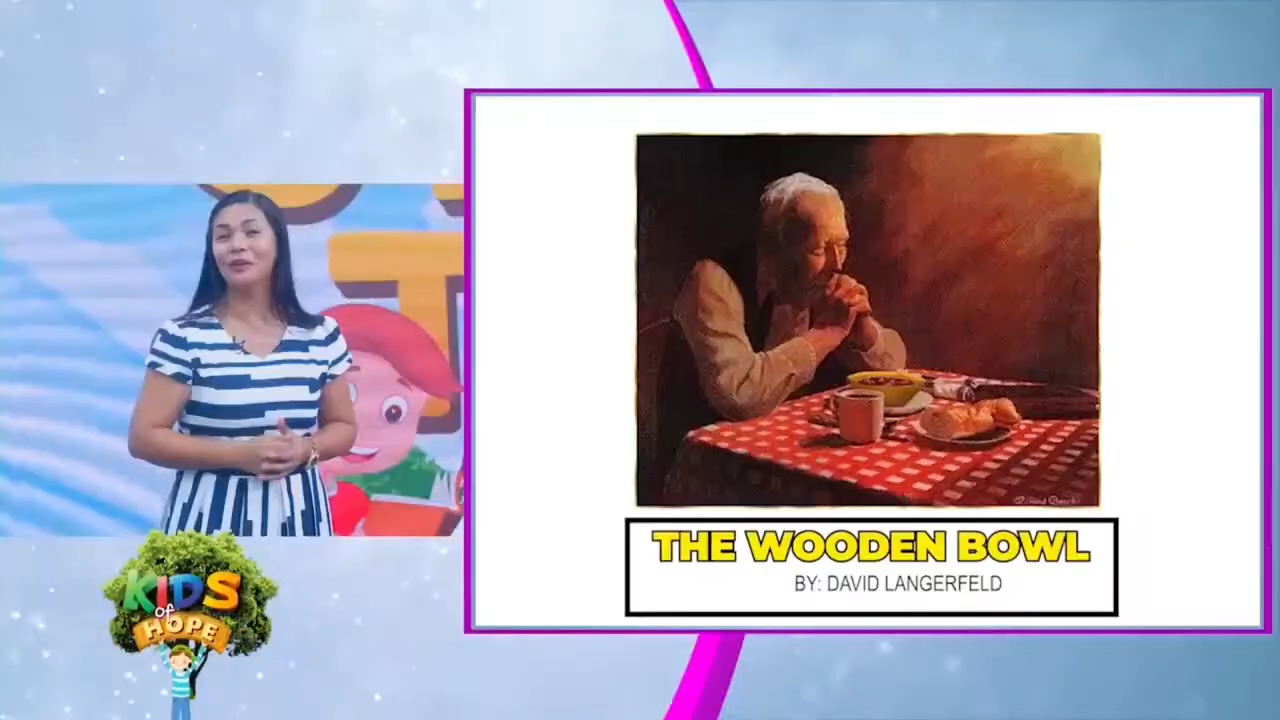 THE WOODEN BOWL
BY: DAVID LANGERFELD
KIDS
of
HOPE